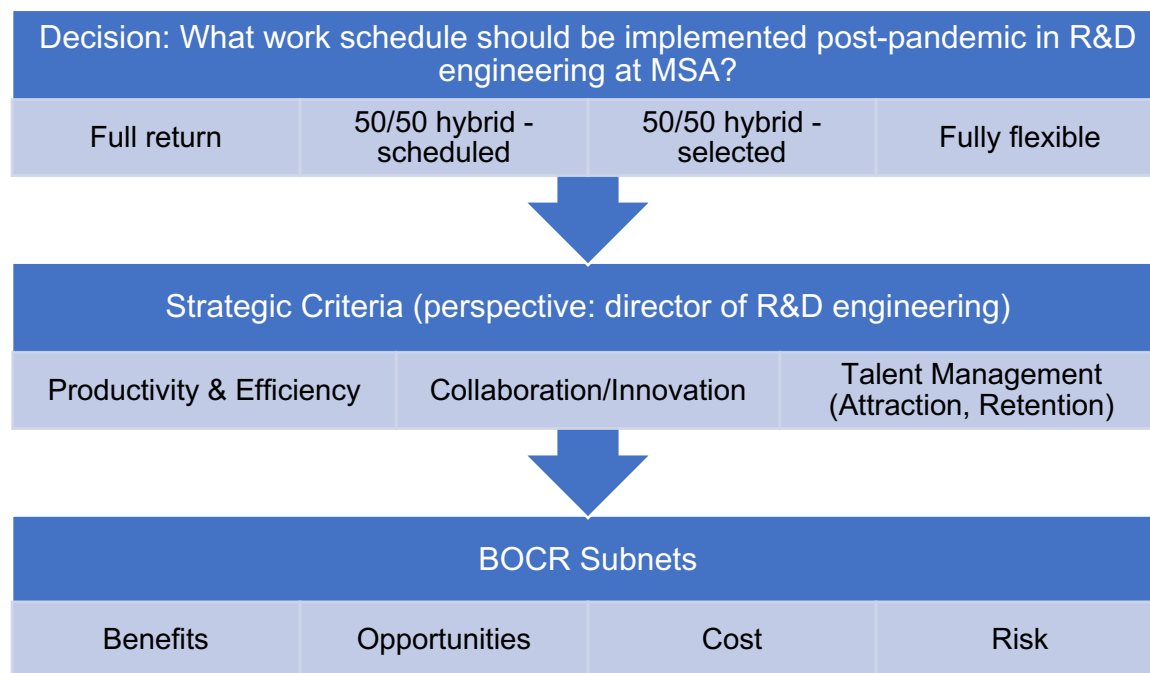 Decision: What work schedule should be implemented post-pandemic in R&D
engineering at MSA?
Full return
50/50 hybrid -
scheduled
50/50 hybrid -
selected
Fully flexible
Strategic Criteria (perspective: director of R&D engineering)
Productivity & Efficiency
Collaboration/Innovation
Talent Management
(Attraction, Retention)
BOCR Subnets
Benefits
Opportunities
Cost
Risk